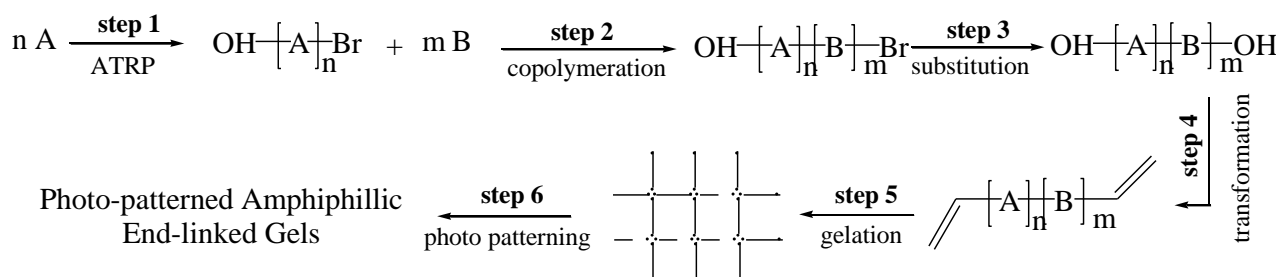 n A
step 1
ATRP
OH-[A]-Br
n
+ m B
step 2
copolymeration
OH-[A]-[B]-Br
n m
step 3
substitution
OH-[A]-[B]-OH
n m
step 4
transformation
[A]-[B]
n m
step 5
gelation
step 6
photo patterning
Photo-patterned Amphiphillic
End-linked Gels